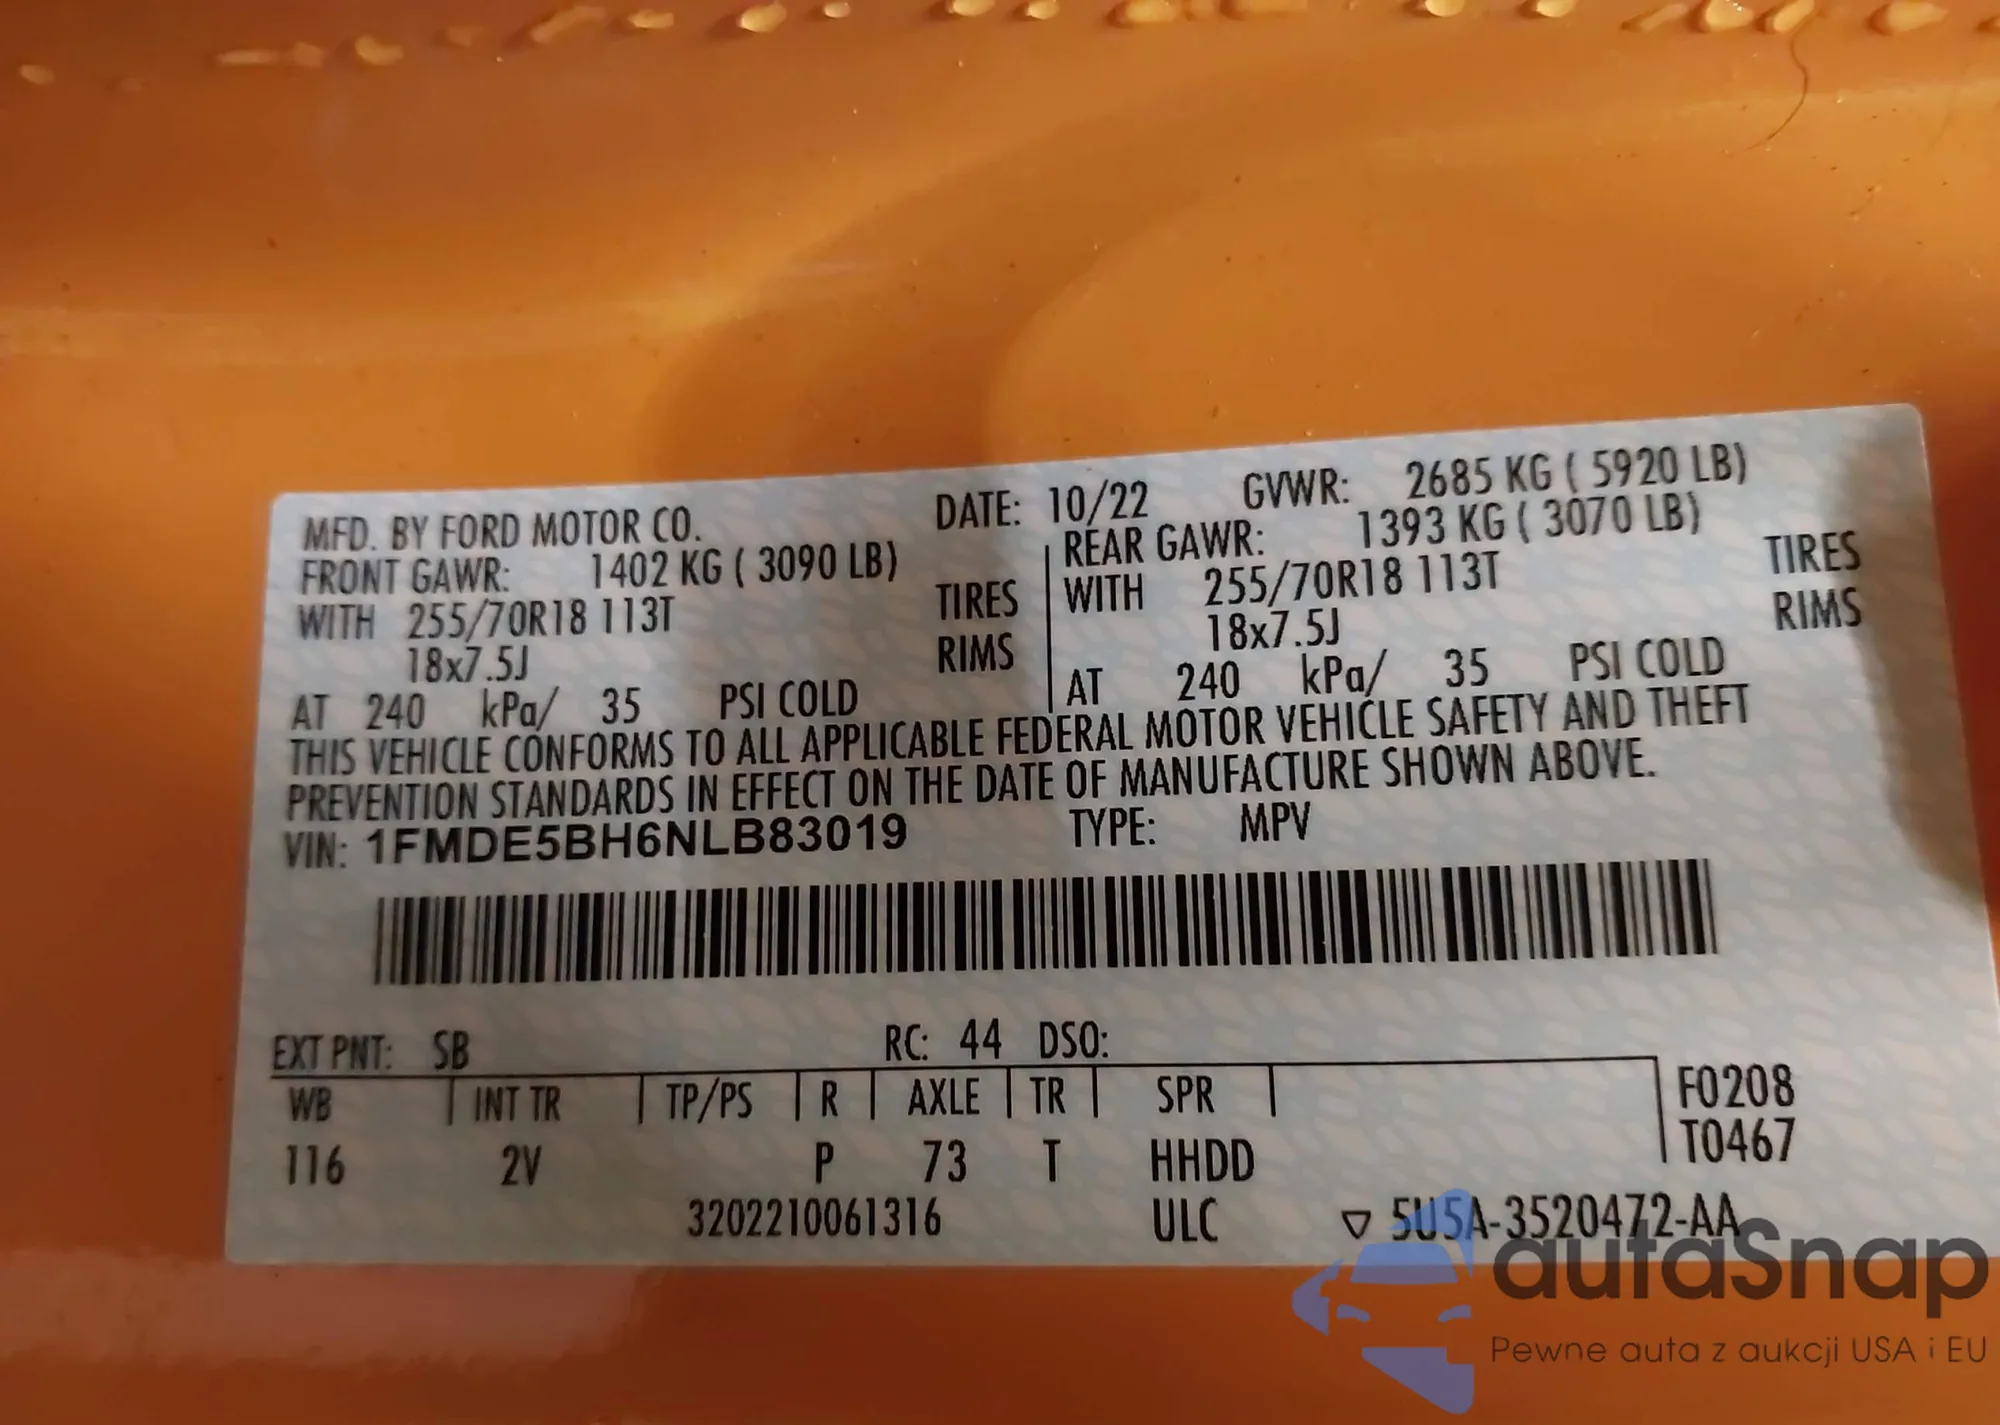 MFD. BY FORD MOTOR CO. DATE: 10/22 GVWR: 2685 KG ( 5920 LB)
FRONT GAWR: 1402 KG ( 3090 LB) REAR GAWR: 1393 KG ( 3070 LB)
WITH 255/70R18 113T TIRES WITH 255/70R18 113T TIRES
18x7.5J RIMS 18x7.5J RIMS
AT 240 kPa/ 35 PSI COLD AT 240 kPa/ 35 PSI COLD
THIS VEHICLE CONFORMS TO ALL APPLICABLE FEDERAL MOTOR VEHICLE SAFETY AND THEFT
PREVENTION STANDARDS IN EFFECT ON THE DATE OF MANUFACTURE SHOWN ABOVE.
VIN: 1FMDE5BH6NLB83019 TYPE: MPV
EXT PNT: SB RC: 44 DSO:
WB INT TR TP/PS R AXLE TR SPR F0208
116 2V P 73 T HHDD T0467
3202210061316 ULC ▽ 5U5A-3520472-AA
autaSnap
Pewne auta z aukcji USA i EU